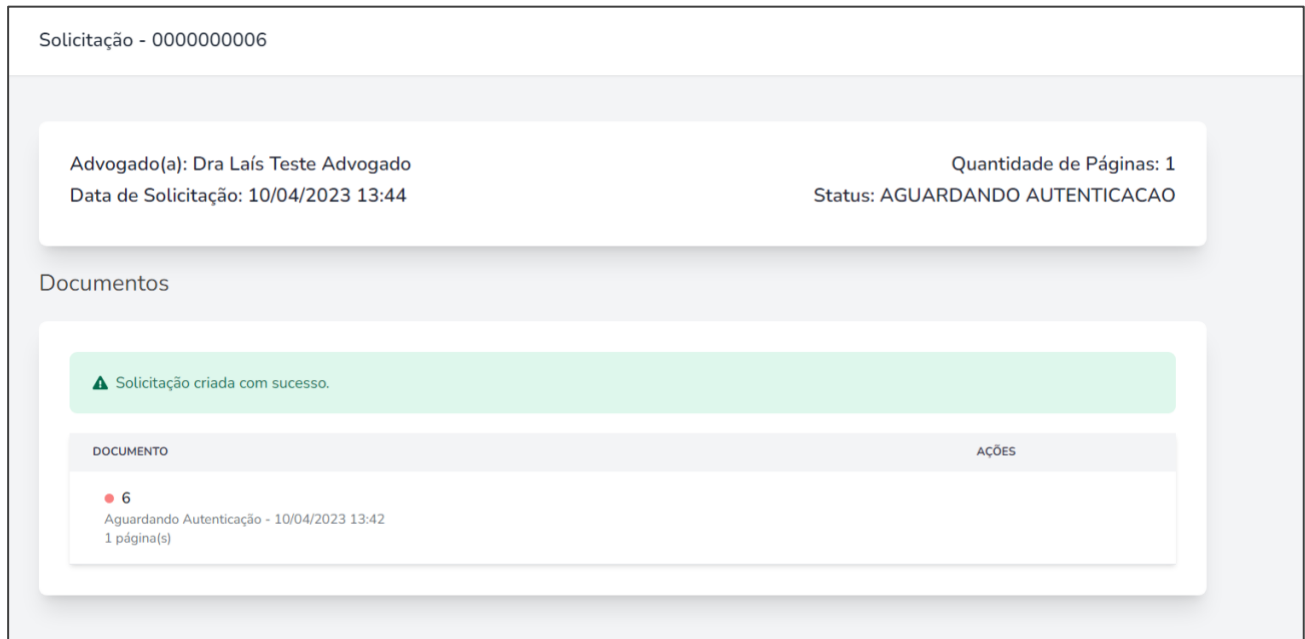 Solicitação - 0000000006
Advogado(a): Dra Laís Teste Advogado
Quantidade de Páginas: 1
Data de Solicitação: 10/04/2023 13:44
Status: AGUARDANDO AUTENTICACAO
Documentos
Solicitação criada com sucesso.
DOCUMENTO
AÇÕES
6
Aguardando Autenticação - 10/04/2023 13:42
1 página(s)